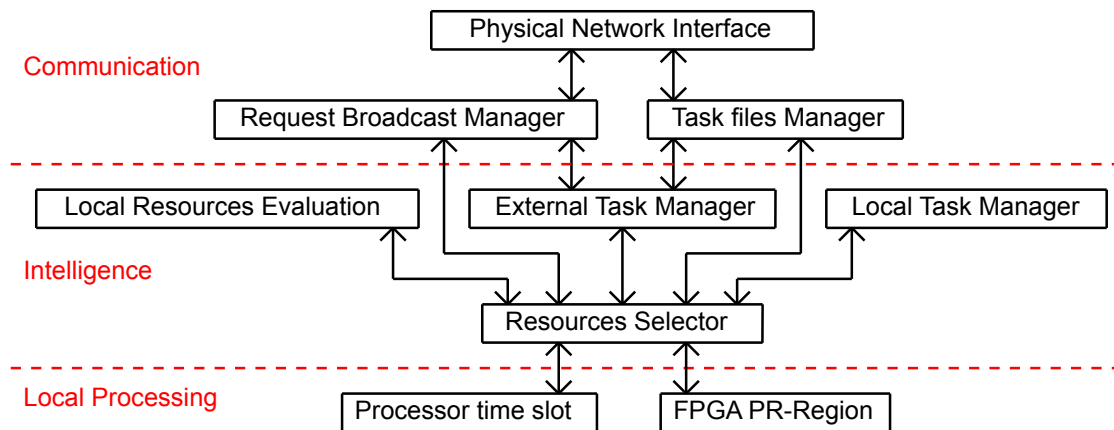 Physical Network Interface
Communication
Request Broadcast Manager
Task files Manager
Local Resources Evaluation
External Task Manager
Local Task Manager
Intelligence
Resources Selector
Local Processing
Processor time slot
FPGA PR-Region